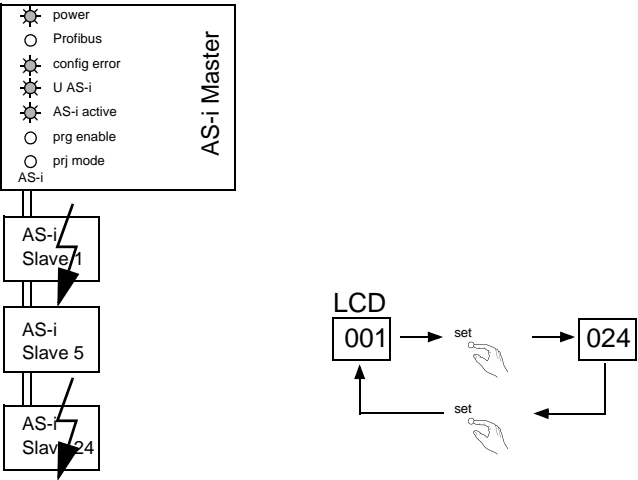 power
Profibus
config error
U AS-i
AS-i active
prg enable
prj mode
AS-i
AS-i Master
AS-i
Slave 1
AS-i
Slave 5
AS-i
Slave 24
LCD
001
set
024
set